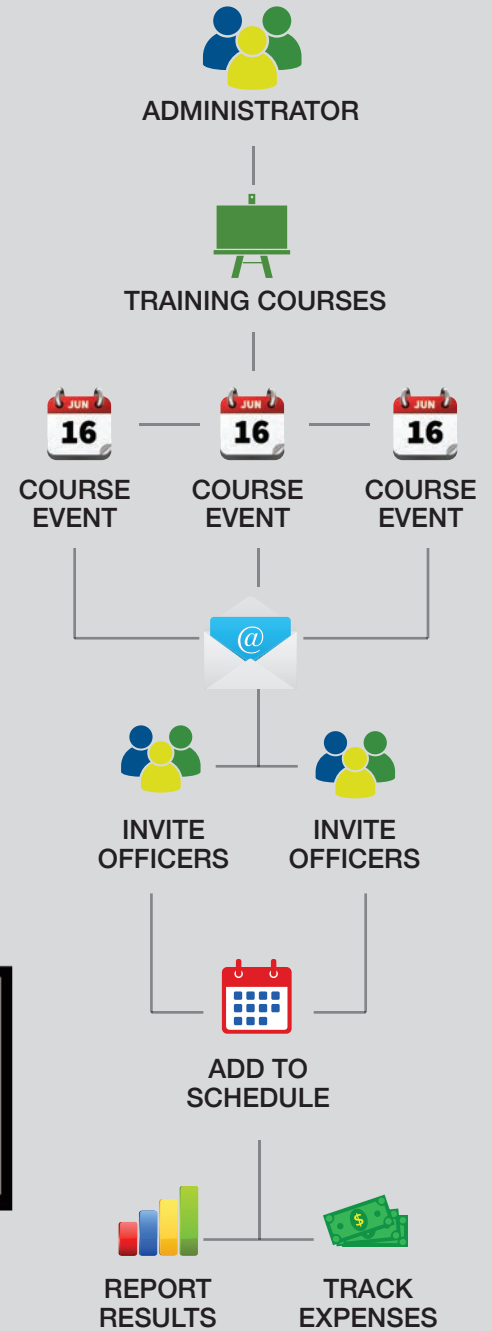 ADMINISTRATOR
TRAINING COURSES
JUN
16
JUN
16
JUN
16
COURSE
EVENT
COURSE
EVENT
COURSE
EVENT
@
INVITE
OFFICERS
INVITE
OFFICERS
ADD TO
SCHEDULE
$
REPORT
RESULTS
TRACK
EXPENSES